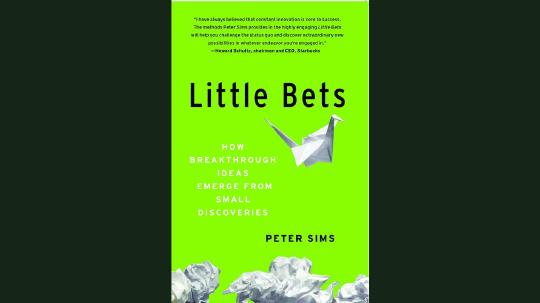 "I have always believed that constant innovation is core to success.
The methods Peter Sims provides in the highly engaging Little Bets
will help you challenge the status quo and discover extraordinary new
possibilities in whatever endeavor you're engaged in."
—Howard Schultz, chairman and CEO, Starbucks
Little Bets
HOW
BREAKTHROUGH
IDEAS
EMERGE FROM
SMALL
DISCOVERIES
PETER SIMS